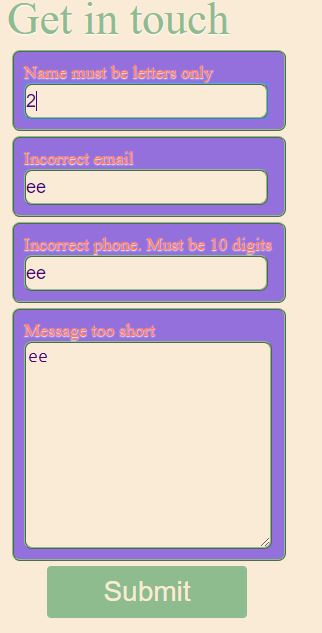 Get in touch
Name must be letters only
2
Incorrect email
ee
Incorrect phone. Must be 10 digits
ee
Message too short
ee
Submit